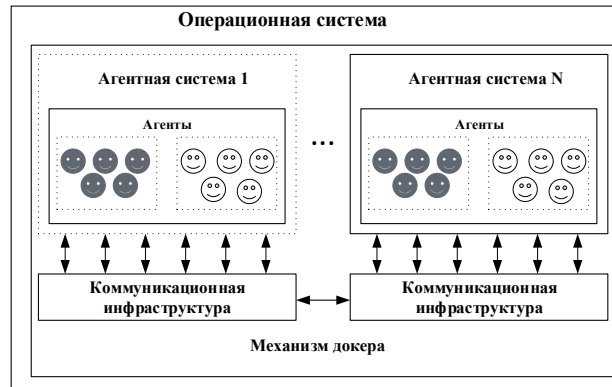 Операционная система
Агентная система 1
Агентная система N
Агенты
...
Агенты
Коммуникационная
инфраструктура
Коммуникационная
инфраструктура
Механизм докера